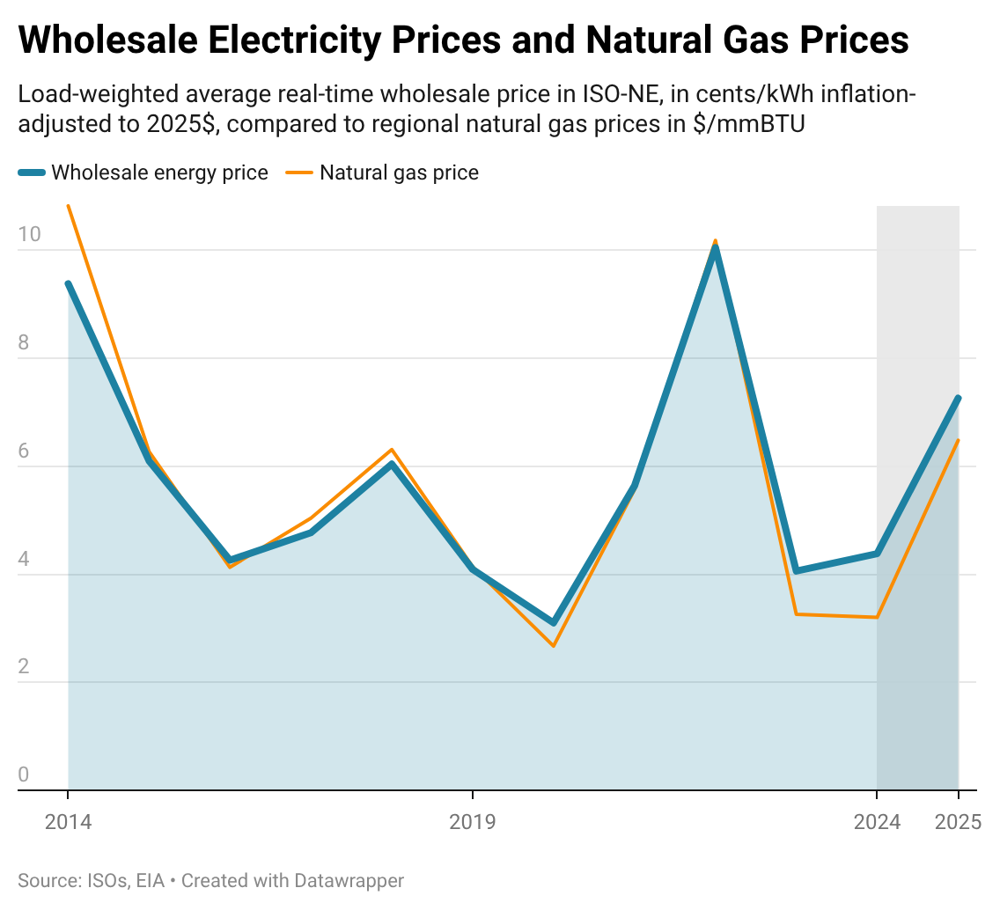 Wholesale Electricity Prices and Natural Gas Prices
Load-weighted average real-time wholesale price in ISO-NE, in cents/kWh inflation-
adjusted to 2025$, compared to regional natural gas prices in $/mmBTU
Wholesale energy price Natural gas price
10
8
6
4
2
0
2014 2019 2024 2025
Source: ISOs, EIA • Created with Datawrapper